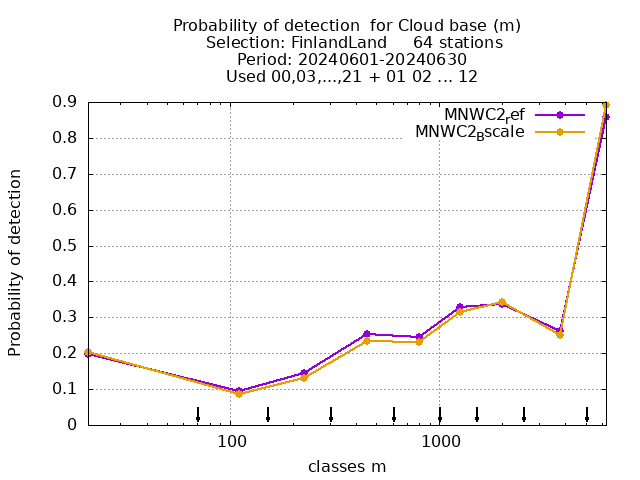 Probability of detection  for Cloud base (m)
Selection: FinlandLand     64 stations
Period: 20240601-20240630
Used 00,03,...,21 + 01 02 ... 12
MNWC2ref
MNWC2Bscale
Probability of detection
0.9
0.8
0.7
0.6
0.5
0.4
0.3
0.2
0.1
0
100
1000
classes m